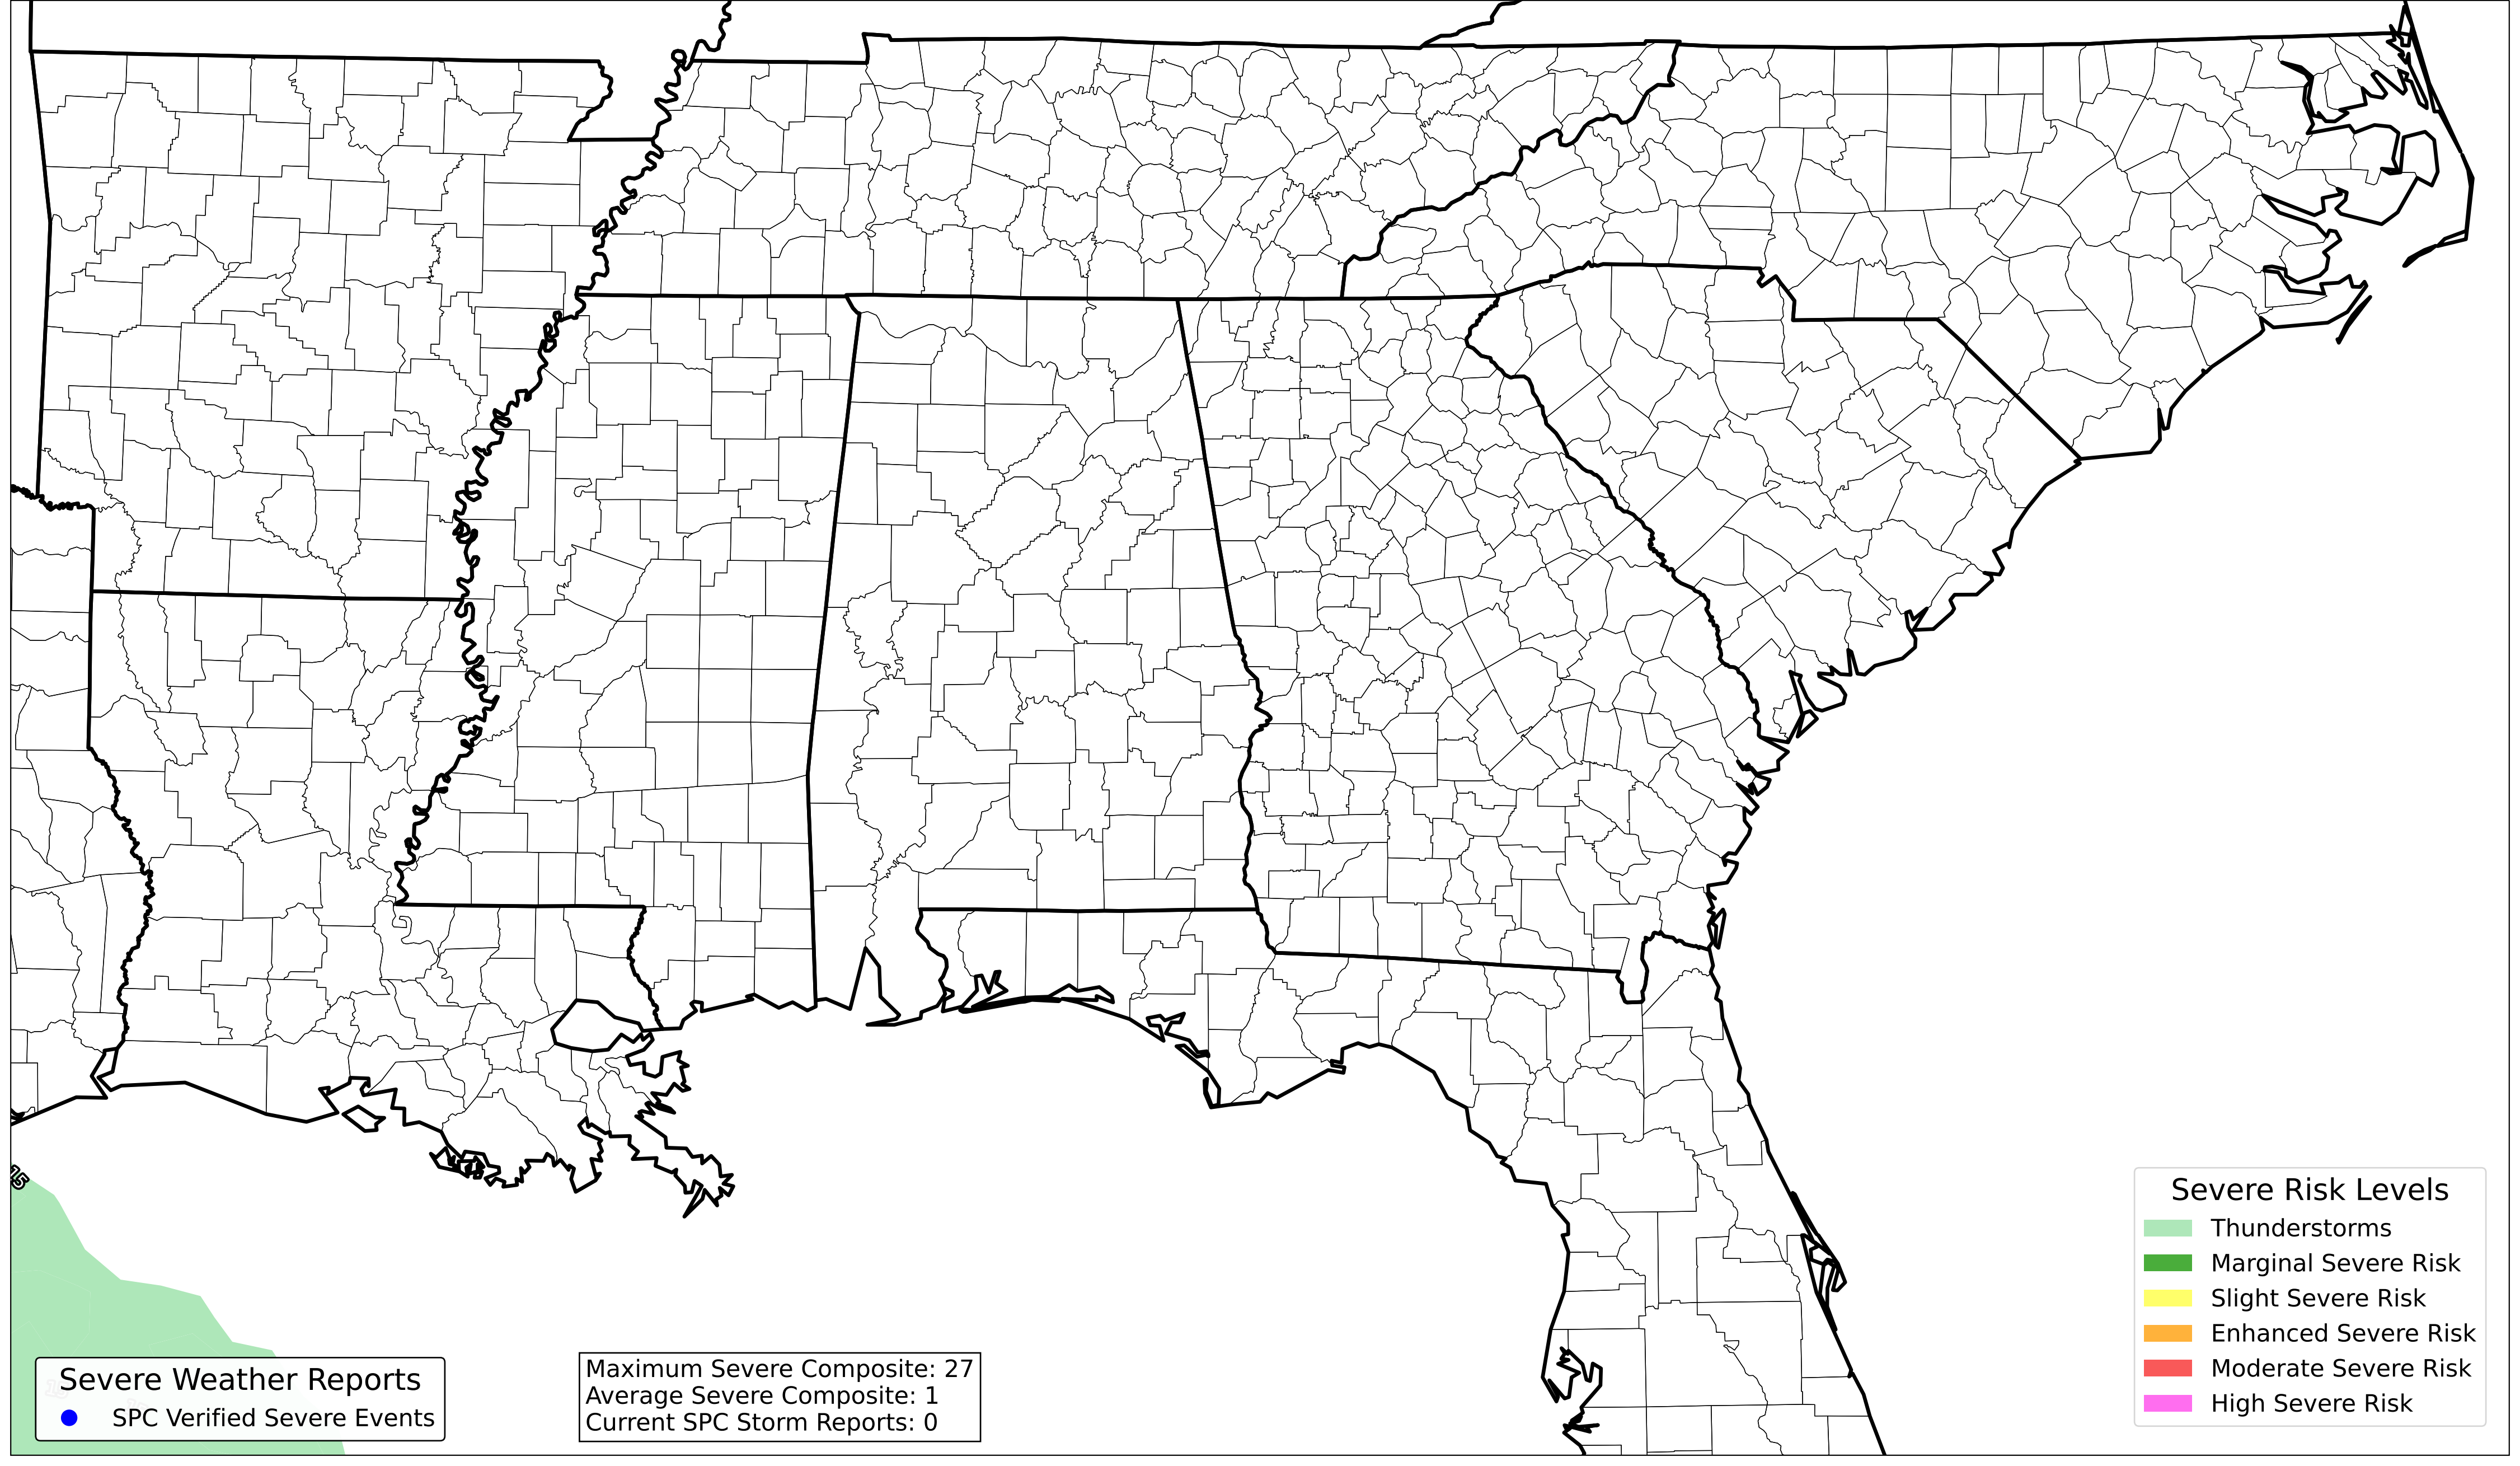 15
Severe Weather Reports
SPC Verified Severe Events
Maximum Severe Composite: 27
Average Severe Composite: 1
Current SPC Storm Reports: 0
Severe Risk Levels
Thunderstorms
Marginal Severe Risk
Slight Severe Risk
Enhanced Severe Risk
Moderate Severe Risk
High Severe Risk